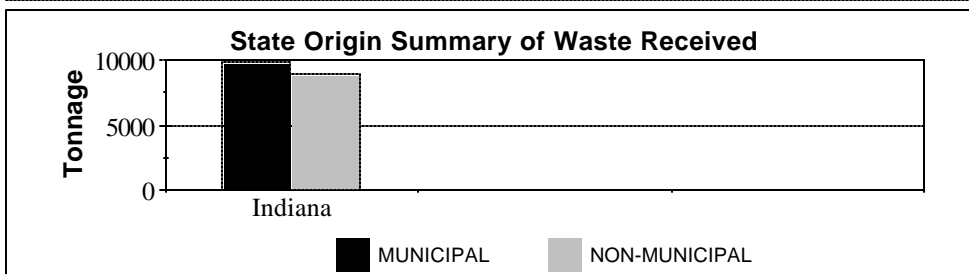 State Origin Summary of Waste Received
Tonnage
10000
5000
0
Indiana
MUNICIPAL NON-MUNICIPAL